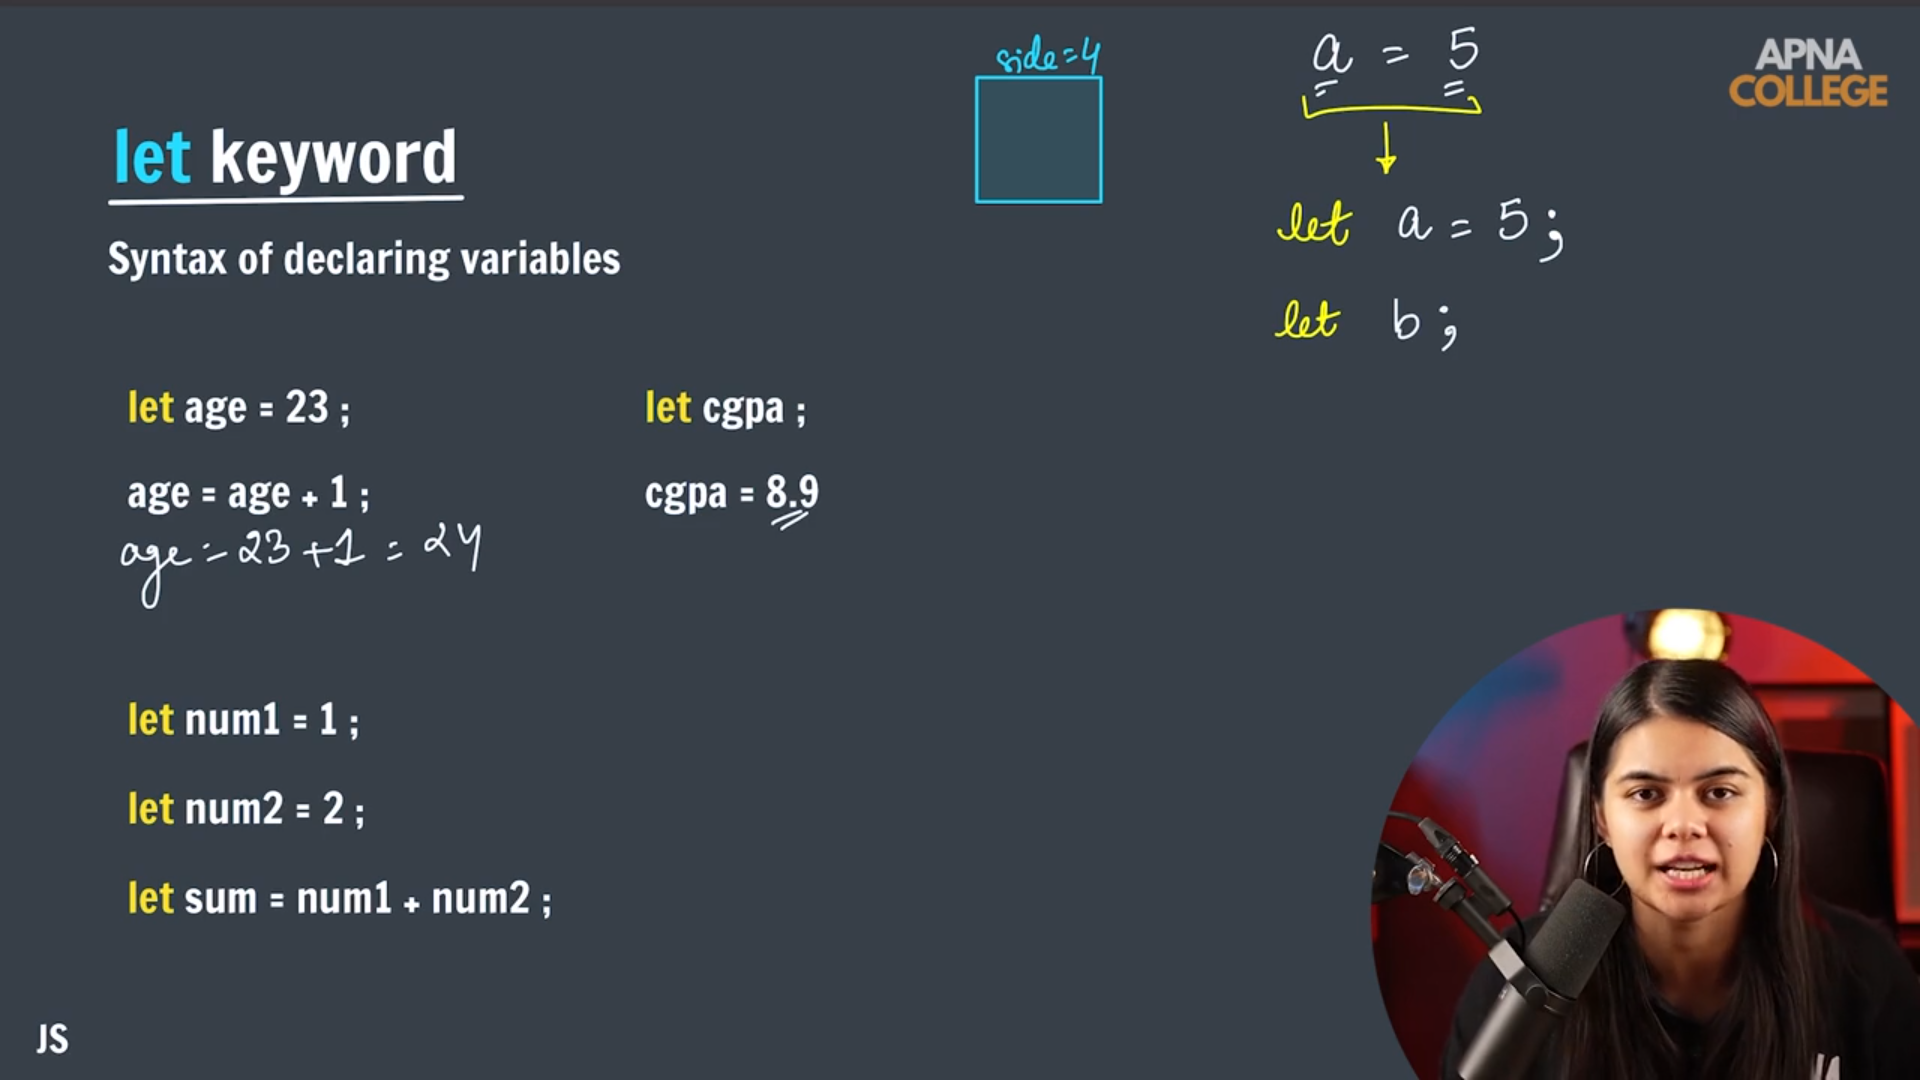 side=4
a = 5
APNA
COLLEGE
let keyword
let a = 5;
Syntax of declaring variables
let b;
let age = 23 ;
let cgpa ;
age = age + 1 ;
cgpa = 8.9
age = 23 + 1 = 24
let num1 = 1 ;
let num2 = 2 ;
let sum = num1 + num2 ;
JS